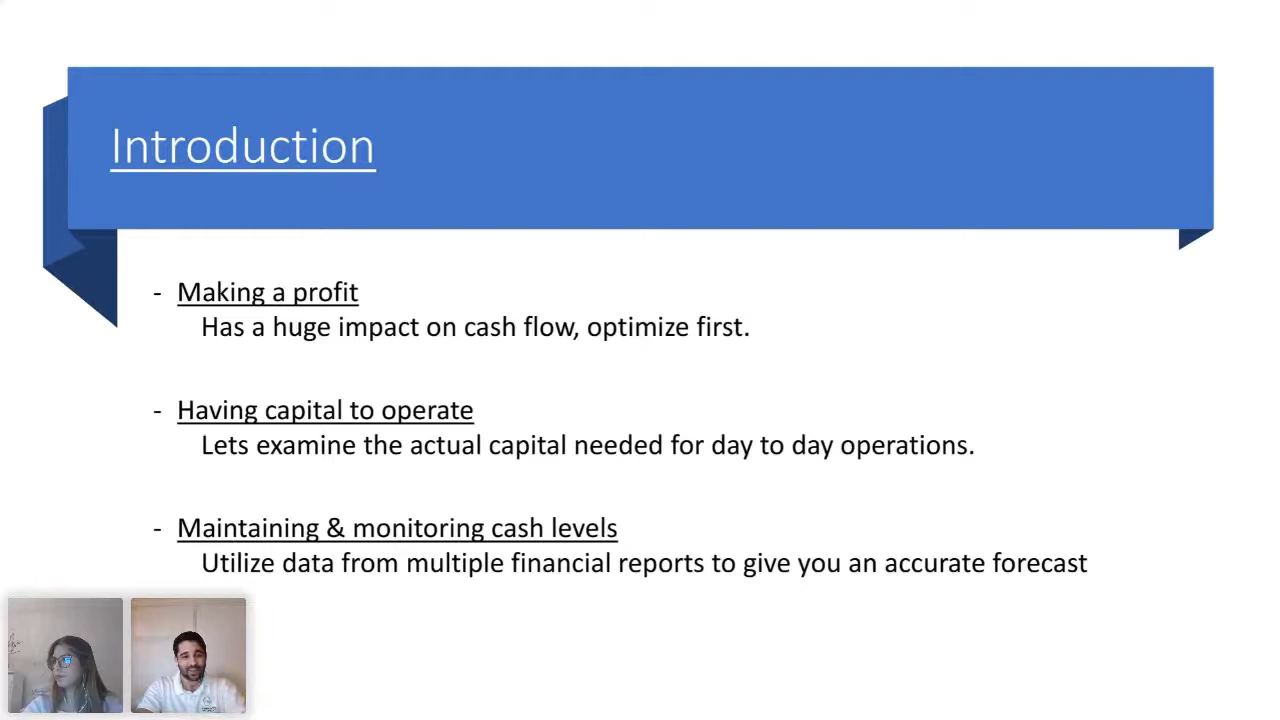 Introduction
- Making a profit
Has a huge impact on cash flow, optimize first.
- Having capital to operate
Lets examine the actual capital needed for day to day operations.
- Maintaining & monitoring cash levels
Utilize data from multiple financial reports to give you an accurate forecast